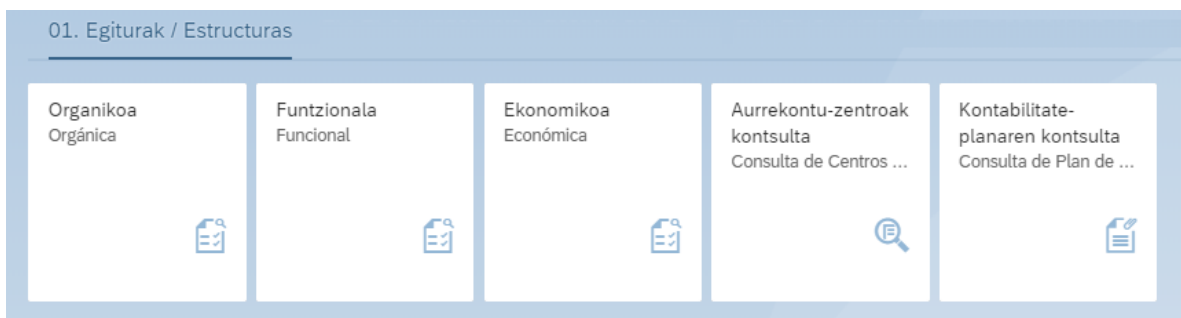 01. Egiturak / Estructuras
Organikoa
Orgánica
Funtzionala
Funcional
Ekonomikoa
Económica
Aurrekontu-zentroak
kontsulta
Consulta de Centros ...
Kontabilitate-
planaren kontsulta
Consulta de Plan de ...